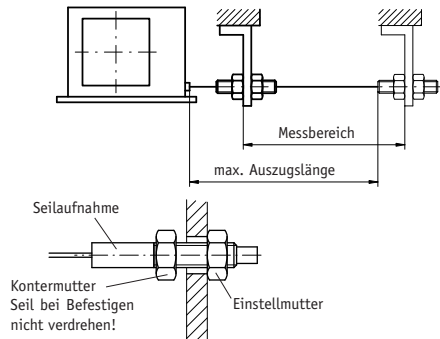 Messbereich
max. Auszugslänge
Seilaufnahme
Kontermutter
Seil bei Befestigen
nicht verdrehen!
Einstellmutter